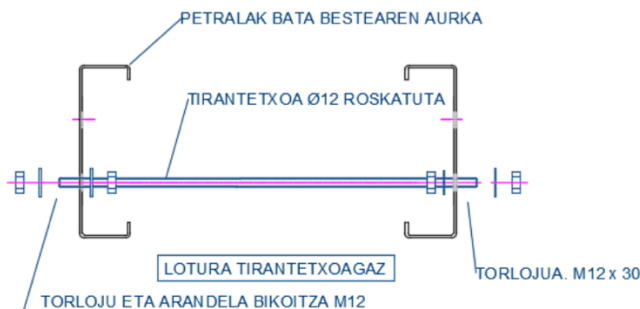 PETRALAK BATA BESTEAREN AURKA
TIRANTETXOA Ø12 ROSKATUTA
LOTURA TIRANTETXOAGAZ
TORLOJUA. M12 x 30
TORLOJU ETA ARANDELA BIKOITZA M12